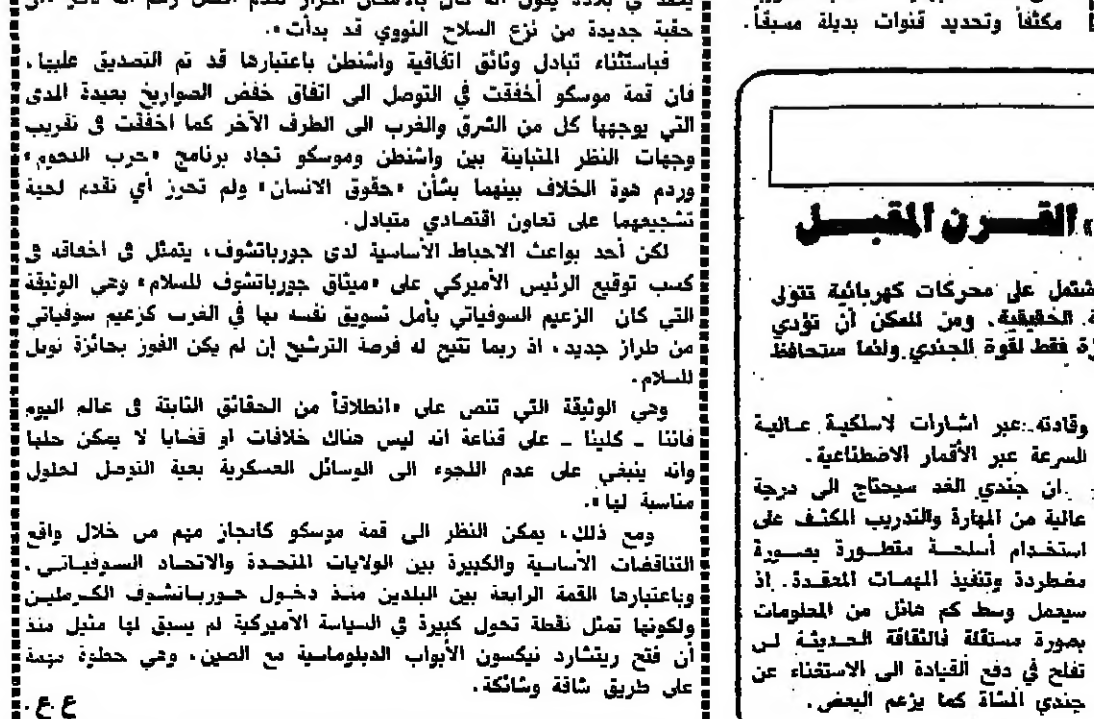 حقبة جديدة من نزع السلاح النووي قد بدأت».
فباستثناء تبادل وثائق اتفاقية واشنطن باعتبارها قد تم التصديق عليها،
فان قمة موسكو أخفقت في التوصل الى اتفاق خفض الصواريخ بعيدة المدى
التي يوجهها كل من الشرق والغرب الى الطرف الآخر كما اخفقت في تقريب
وجهات النظر المتباينة بين واشنطن وموسكو تجاه برنامج «حرب النجوم»
وردم هوة الخلاف بينهما بشأن «حقوق الانسان» ولم تحرز أي تقدم لجهة
تشجيعهما على تعاون اقتصادي متبادل.
لكن أحد بواعث الاحباط الأساسية لدى جورباتشوف، يتمثل في اخفاقه في
كسب توقيع الرئيس الأميركي على «ميثاق جورباتشوف للسلام» وهي الوثيقة
التي كان الزعيم السوفياتي يأمل تسويق نفسه بها في الغرب كزعيم سوفياتي
من طراز جديد، اذ ربما تتيح له فرصة الترشيح إن لم يكن الفوز بجائزة نوبل
للسلام.
وهي الوثيقة التي تنص على «انطلاقاً من الحقائق الثابتة في عالم اليوم
فاننا ـ كلينا ـ على قناعة انه ليس هناك خلافات او قضايا لا يمكن حلها
وانه ينبغي على عدم اللجوء الى الوسائل العسكرية بغية التوصل لحلول
مناسبة لها».
ومع ذلك، يمكن النظر الى قمة موسكو كانجاز مهم من خلال واقع
التناقضات الأساسية والكبيرة بين الولايات المتحدة والاتحاد السوفياتي،
وباعتبارها القمة الرابعة بين البلدين منذ دخول جورباتشوف الكرملين
ولكونها تمثل نقطة تحول كبيرة في السياسة الأميركية لم يسبق لها مثيل منذ
أن فتح ريتشارد نيكسون الأبواب الدبلوماسية مع الصين، وهي خطوة مهمة
على طريق شاقة وشائكة.
ع.ع.
مكثفاً وتحديد قنوات بديلة مسبقاً.
القرن المقبل
شتمل على محركات كهربائية تتولى
الحقيقية. ومن الممكن أن تؤدي
فقط لقوة الجندي وانما ستحافظ
وقادته عبر اشارات لاسلكية عالية
السرعة عبر الأقمار الاصطناعية.
ان جندي الغد سيحتاج الى درجة
عالية من المهارة والتدريب المكثف على
استخدام أسلحة متطورة بصورة
مضطردة وتنفيذ المهمات المعقدة. اذ
سيعمل وسط كم هائل من المعلومات
بصورة مستقلة فالثقافة الحديثة لن
تفلح في دفع القيادة الى الاستغناء عن
جندي المشاة كما يزعم البعض.